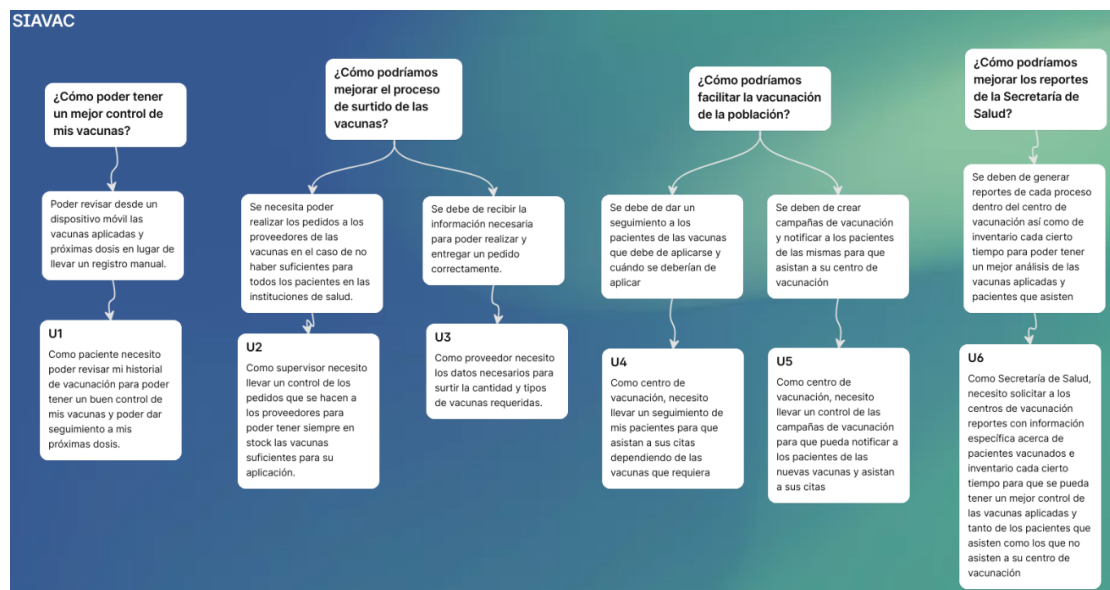 SIAVAC
¿Cómo poder tener
un mejor control de
mis vacunas?
Poder revisar desde un
dispositivo móvil las
vacunas aplicadas y
próximas dosis en lugar de
llevar un registro manual.
U1
Como paciente necesito
poder revisar mi historial
de vacunación para poder
tener un buen control de
mis vacunas y poder dar
seguimiento a mis
próximas dosis.
¿Cómo podríamos
mejorar el proceso
de surtido de las
vacunas?
Se necesita poder
realizar los pedidos a los
proveedores de las
vacunas en el caso de no
haber suficientes para
todos los pacientes en las
instituciones de salud.
U2
Como supervisor necesito
llevar un control de los
pedidos que se hacen a
los proveedores para
poder tener siempre en
stock las vacunas
suficientes para su
aplicación.
Se debe de recibir la
información necesaria
para poder realizar y
entregar un pedido
correctamente.
U3
Como proveedor necesito
los datos necesarios para
surtir la cantidad y tipos
de vacunas requeridas.
¿Cómo podríamos
facilitar la vacunación
de la población?
Se debe de dar un
seguimiento a los
pacientes de las vacunas
que debe de aplicarse y
cuándo se deberían de
aplicar
U4
Como centro de
vacunación, necesito
llevar un seguimiento de
mis pacientes para que
asistan a sus citas
dependiendo de las
vacunas que requiera
Se deben de crear
campañas de vacunación
y notificar a los pacientes
de las mismas para que
asistan a su centro de
vacunación
U5
Como centro de
vacunación, necesito
llevar un control de las
campañas de vacunación
para que pueda notificar a
los pacientes de las
nuevas vacunas y asistan
a sus citas
¿Cómo podríamos
mejorar los reportes
de la Secretaría de
Salud?
Se deben de generar
reportes de cada proceso
dentro del centro de
vacunación así como de
inventario cada cierto
tiempo para poder tener
un mejor análisis de las
vacunas aplicadas y
pacientes que asisten
U6
Como Secretaría de Salud,
necesito solicitar a los
centros de vacunación
reportes con información
específica acerca de
pacientes vacunados e
inventario cada cierto
tiempo para que se pueda
tener un mejor control de
las vacunas aplicadas y
tanto de los pacientes que
asisten como los que no
asisten a su centro de
vacunación